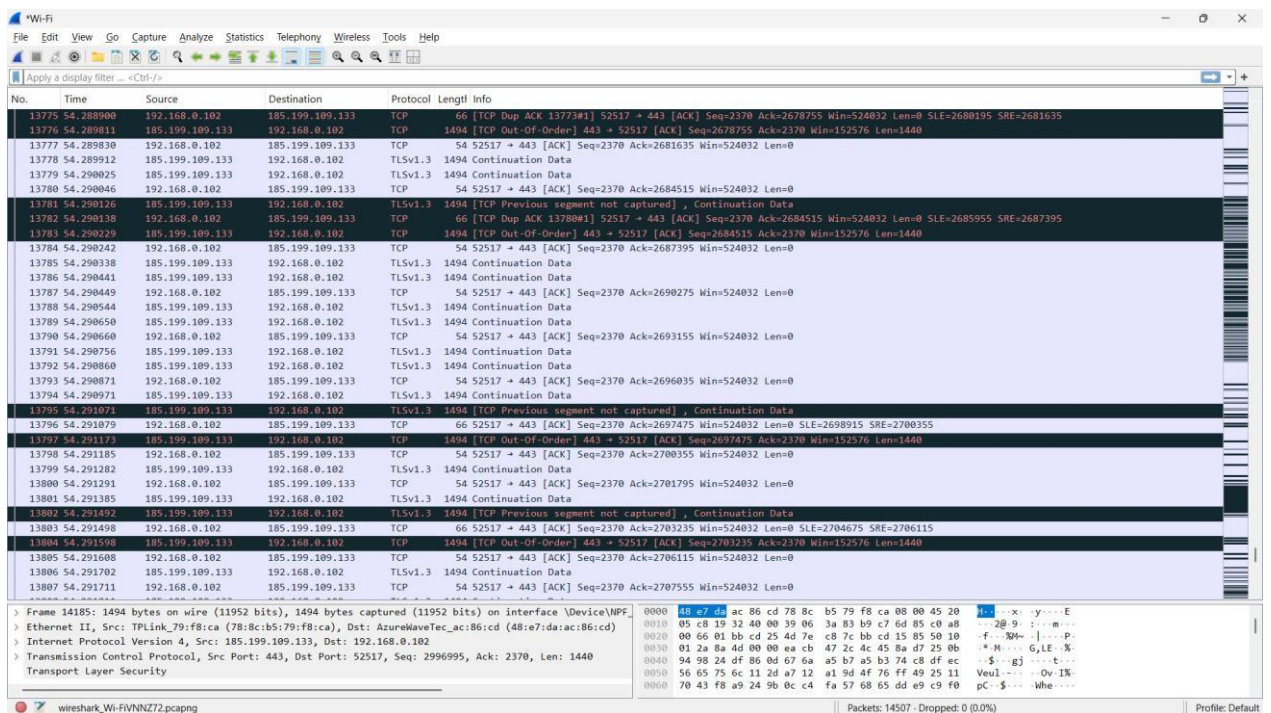 *Wi-Fi
File Edit View Go Capture Analyze Statistics Telephony Wireless Tools Help
Apply a display filter ... <Ctrl-/>
No. Time Source Destination Protocol Lengtl Info
13775 54.288900 192.168.0.102 185.199.109.133 TCP 66 [TCP Dup ACK 13773#1] 52517 → 443 [ACK] Seq=2370 Ack=2678755 Win=524032 Len=0 SLE=2680195 SRE=2681635
13776 54.289811 185.199.109.133 192.168.0.102 TCP 1494 [TCP Out-Of-Order] 443 → 52517 [ACK] Seq=2678755 Ack=2370 Win=152576 Len=1440
13777 54.289830 192.168.0.102 185.199.109.133 TCP 54 52517 → 443 [ACK] Seq=2370 Ack=2681635 Win=524032 Len=0
13778 54.289912 185.199.109.133 192.168.0.102 TLSv1.3 1494 Continuation Data
13779 54.290025 185.199.109.133 192.168.0.102 TLSv1.3 1494 Continuation Data
13780 54.290046 192.168.0.102 185.199.109.133 TCP 54 52517 → 443 [ACK] Seq=2370 Ack=2684515 Win=524032 Len=0
13781 54.290126 185.199.109.133 192.168.0.102 TLSv1.3 1494 [TCP Previous segment not captured] , Continuation Data
13782 54.290138 192.168.0.102 185.199.109.133 TCP 66 [TCP Dup ACK 13780#1] 52517 → 443 [ACK] Seq=2370 Ack=2684515 Win=524032 Len=0 SLE=2685955 SRE=2687395
13783 54.290229 185.199.109.133 192.168.0.102 TCP 1494 [TCP Out-Of-Order] 443 → 52517 [ACK] Seq=2684515 Ack=2370 Win=152576 Len=1440
13784 54.290242 192.168.0.102 185.199.109.133 TCP 54 52517 → 443 [ACK] Seq=2370 Ack=2687395 Win=524032 Len=0
13785 54.290338 185.199.109.133 192.168.0.102 TLSv1.3 1494 Continuation Data
13786 54.290441 185.199.109.133 192.168.0.102 TLSv1.3 1494 Continuation Data
13787 54.290449 192.168.0.102 185.199.109.133 TCP 54 52517 → 443 [ACK] Seq=2370 Ack=2690275 Win=524032 Len=0
13788 54.290544 185.199.109.133 192.168.0.102 TLSv1.3 1494 Continuation Data
13789 54.290650 185.199.109.133 192.168.0.102 TLSv1.3 1494 Continuation Data
13790 54.290660 192.168.0.102 185.199.109.133 TCP 54 52517 → 443 [ACK] Seq=2370 Ack=2693155 Win=524032 Len=0
13791 54.290756 185.199.109.133 192.168.0.102 TLSv1.3 1494 Continuation Data
13792 54.290860 185.199.109.133 192.168.0.102 TLSv1.3 1494 Continuation Data
13793 54.290871 192.168.0.102 185.199.109.133 TCP 54 52517 → 443 [ACK] Seq=2370 Ack=2696035 Win=524032 Len=0
13794 54.290971 185.199.109.133 192.168.0.102 TLSv1.3 1494 Continuation Data
13795 54.291071 185.199.109.133 192.168.0.102 TLSv1.3 1494 [TCP Previous segment not captured] , Continuation Data
13796 54.291079 192.168.0.102 185.199.109.133 TCP 66 52517 → 443 [ACK] Seq=2370 Ack=2697475 Win=524032 Len=0 SLE=2698915 SRE=2700355
13797 54.291173 185.199.109.133 192.168.0.102 TCP 1494 [TCP Out-Of-Order] 443 → 52517 [ACK] Seq=2697475 Ack=2370 Win=152576 Len=1440
13798 54.291185 192.168.0.102 185.199.109.133 TCP 54 52517 → 443 [ACK] Seq=2370 Ack=2700355 Win=524032 Len=0
13799 54.291282 185.199.109.133 192.168.0.102 TLSv1.3 1494 Continuation Data
13800 54.291291 192.168.0.102 185.199.109.133 TCP 54 52517 → 443 [ACK] Seq=2370 Ack=2701795 Win=524032 Len=0
13801 54.291385 185.199.109.133 192.168.0.102 TLSv1.3 1494 Continuation Data
13802 54.291492 185.199.109.133 192.168.0.102 TLSv1.3 1494 [TCP Previous segment not captured] , Continuation Data
13803 54.291498 192.168.0.102 185.199.109.133 TCP 66 52517 → 443 [ACK] Seq=2370 Ack=2703235 Win=524032 Len=0 SLE=2704675 SRE=2706115
13804 54.291598 185.199.109.133 192.168.0.102 TCP 1494 [TCP Out-Of-Order] 443 → 52517 [ACK] Seq=2703235 Ack=2370 Win=152576 Len=1440
13805 54.291608 192.168.0.102 185.199.109.133 TCP 54 52517 → 443 [ACK] Seq=2370 Ack=2706115 Win=524032 Len=0
13806 54.291702 185.199.109.133 192.168.0.102 TLSv1.3 1494 Continuation Data
13807 54.291711 192.168.0.102 185.199.109.133 TCP 54 52517 → 443 [ACK] Seq=2370 Ack=2707555 Win=524032 Len=0
> Frame 14185: 1494 bytes on wire (11952 bits), 1494 bytes captured (11952 bits) on interface \Device\NPF_
> Ethernet II, Src: TPLink_79:f8:ca (78:8c:b5:79:f8:ca), Dst: AzureWaveTec_ac:86:cd (48:e7:da:ac:86:cd)
> Internet Protocol Version 4, Src: 185.199.109.133, Dst: 192.168.0.102
> Transmission Control Protocol, Src Port: 443, Dst Port: 52517, Seq: 2996995, Ack: 2370, Len: 1440
Transport Layer Security
0000 48 e7 da ac 86 cd 78 8c b5 79 f8 ca 08 00 45 20 H·····x· ·y····E
0010 05 c8 19 32 40 00 39 06 3a 83 b9 c7 6d 85 c0 a8 ···2@·9· :···m···
0020 00 66 01 bb cd 25 4d 7e c8 7c bb cd 15 85 50 10 ·f···%M~ ·|····P·
0030 01 2a 8a 4d 00 00 ea cb 47 2c 4c 45 8a d7 25 0b ·*·M···· G,LE··%·
0040 94 98 24 df 86 0d 67 6a a5 b7 a5 b3 74 c8 df ec ··$···gj ····t···
0050 56 65 75 6c 11 2d a7 12 a1 9d 4f 76 ff 49 25 11 Veul·-·· ··Ov·I%·
0060 70 43 f8 a9 24 9b 0c c4 fa 57 68 65 dd e9 c9 f0 pC··$··· ·Whe····
wireshark_Wi-FiVNNZ72.pcapng Packets: 14507 · Dropped: 0 (0.0%) Profile: Default